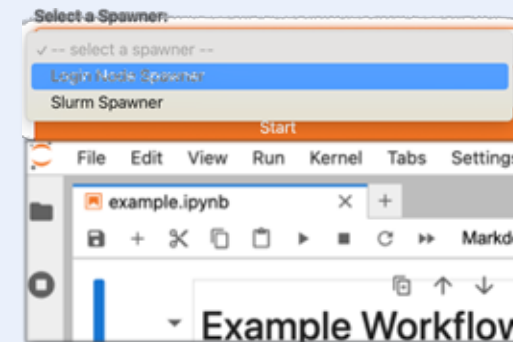 Select a Spawner:
✓ -- select a spawner --
Login Node Spawner
Slurm Spawner
Start
File Edit View Run Kernel Tabs Settings
example.ipynb
Markd
Example Workflow